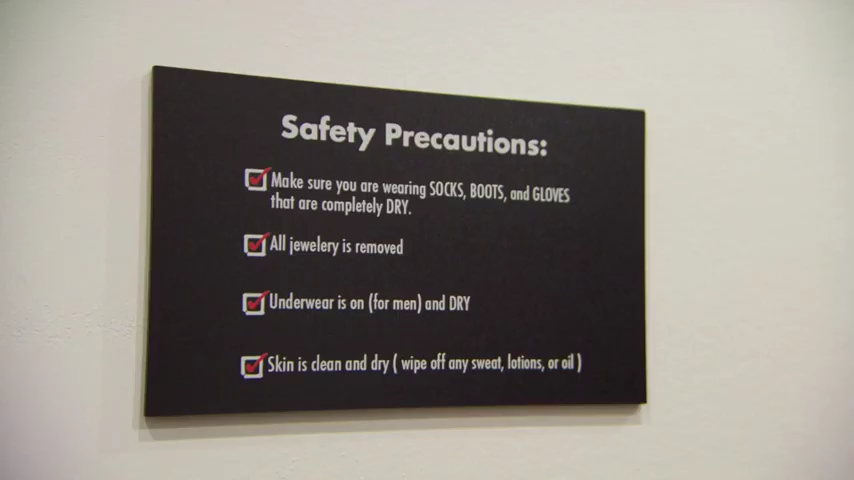 Safety Precautions:
Make sure you are wearing SOCKS, BOOTS, and GLOVES
that are completely DRY.
All jewelery is removed
Underwear is on (for men) and DRY
Skin is clean and dry ( wipe off any sweat, lotions, or oil )